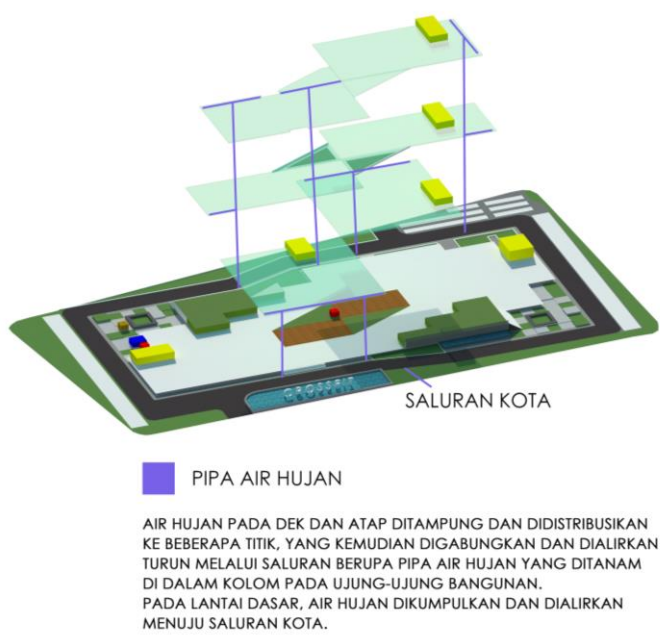 SALURAN KOTA
PIPA AIR HUJAN
AIR HUJAN PADA DEK DAN ATAP DITAMPUNG DAN DIDISTRIBUSIKAN
KE BEBERAPA TITIK, YANG KEMUDIAN DIGABUNGKAN DAN DIALIRKAN
TURUN MELALUI SALURAN BERUPA PIPA AIR HUJAN YANG DITANAM
DI DALAM KOLOM PADA UJUNG-UJUNG BANGUNAN.
PADA LANTAI DASAR, AIR HUJAN DIKUMPULKAN DAN DIALIRKAN
MENUJU SALURAN KOTA.